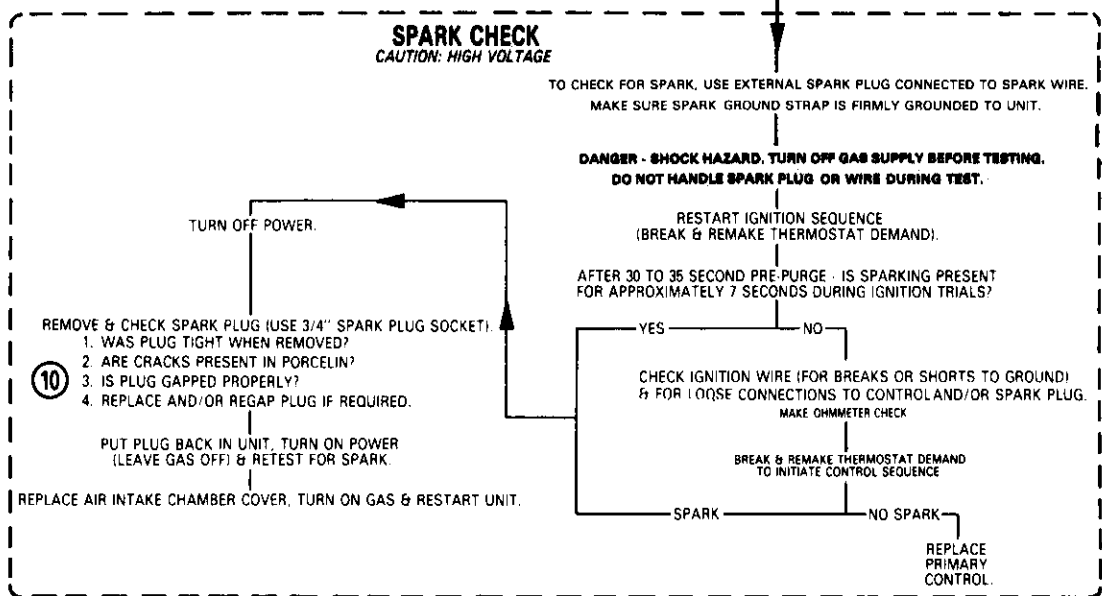 SPARK CHECK
CAUTION: HIGH VOLTAGE
TO CHECK FOR SPARK, USE EXTERNAL SPARK PLUG CONNECTED TO SPARK WIRE.
MAKE SURE SPARK GROUND STRAP IS FIRMLY GROUNDED TO UNIT.
DANGER - SHOCK HAZARD, TURN OFF GAS SUPPLY BEFORE TESTING.
DO NOT HANDLE SPARK PLUG OR WIRE DURING TEST.
RESTART IGNITION SEQUENCE
(BREAK & REMAKE THERMOSTAT DEMAND).
AFTER 30 TO 35 SECOND PRE-PURGE - IS SPARKING PRESENT
FOR APPROXIMATELY 7 SECONDS DURING IGNITION TRIALS?
YES
NO
CHECK IGNITION WIRE (FOR BREAKS OR SHORTS TO GROUND)
& FOR LOOSE CONNECTIONS TO CONTROL AND/OR SPARK PLUG.
MAKE OHMMETER CHECK
BREAK & REMAKE THERMOSTAT DEMAND
TO INITIATE CONTROL SEQUENCE
SPARK
NO SPARK
REPLACE
PRIMARY
CONTROL.
TURN OFF POWER.
REMOVE & CHECK SPARK PLUG (USE 3/4" SPARK PLUG SOCKET).
1. WAS PLUG TIGHT WHEN REMOVED?
2. ARE CRACKS PRESENT IN PORCELIN?
10
3. IS PLUG GAPPED PROPERLY?
4. REPLACE AND/OR REGAP PLUG IF REQUIRED.
PUT PLUG BACK IN UNIT, TURN ON POWER
(LEAVE GAS OFF) & RETEST FOR SPARK.
REPLACE AIR INTAKE CHAMBER COVER, TURN ON GAS & RESTART UNIT.